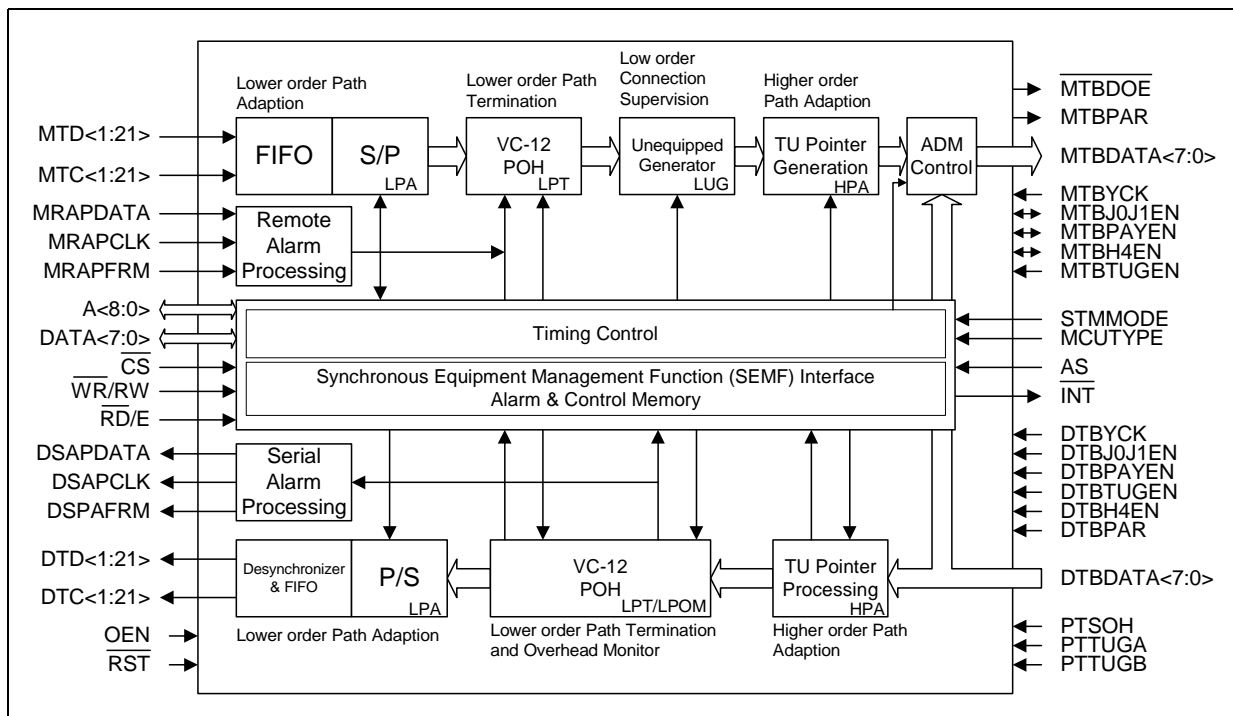 Low order
Connection
Supervision
Lower order Path
Adaption
Lower order Path
Termination
Higher order
Path Adaption
MTBDOE
MTBPAR
MTD<1:21>
MTC<1:21>
FIFO
S/P
LPA
VC-12
POH
LPT
Unequipped
Generator
LUG
TU Pointer
Generation
HPA
ADM
Control
MTBDATA<7:0>
MRAPDATA
MRAPCLK
MRAPFRM
Remote
Alarm
Processing
MTBYCK
MTBJ0J1EN
MTBPAYEN
MTBH4EN
MTBTUGEN
A<8:0>
DATA<7:0>
CS
WR/RW
RD/E
Timing Control
Synchronous Equipment Management Function (SEMF) Interface
Alarm & Control Memory
STMMODE
MCUTYPE
AS
INT
DSAPDATA
DSAPCLK
DSPAFRM
Serial
Alarm
Processing
DTBYCK
DTBJ0J1EN
DTBPAYEN
DTBTUGEN
DTBH4EN
DTBPAR
DTD<1:21>
DTC<1:21>
Desynchronizer
& FIFO
P/S
LPA
VC-12
POH
LPT/LPOM
TU Pointer
Processing
HPA
DTBDATA<7:0>
Lower order Path Adaption
Lower order Path Termination
and Overhead Monitor
Higher order Path
Adaption
OEN
RST
PTSOH
PTTUGA
PTTUGB